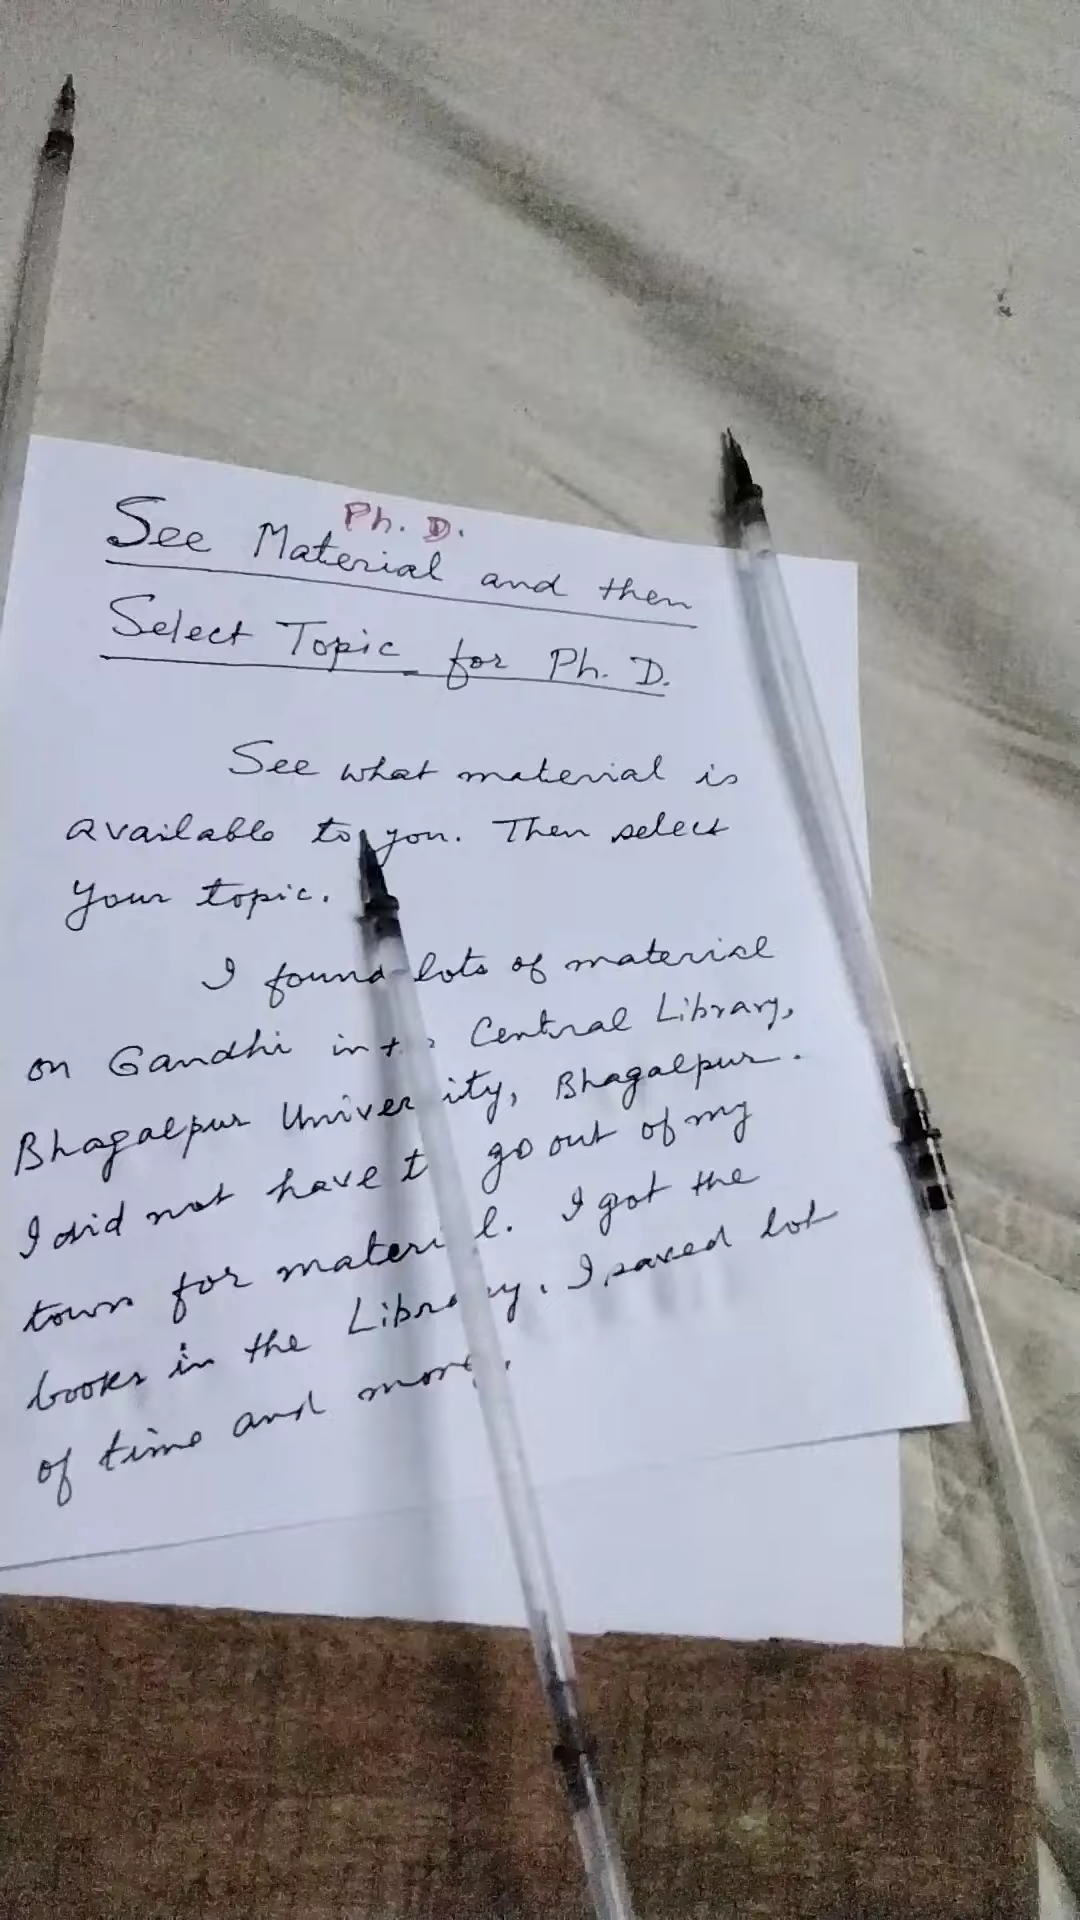 Ph. D.
See Material and then
Select Topic for Ph. D.
See what material is
available to you. Then select
your topic.
I found lots of material
on Gandhi in Central Library,
Bhagalpur University, Bhagalpur.
I did not have to go out of my
town for material. I got the
books in the Library. I saved lot
of time and money.